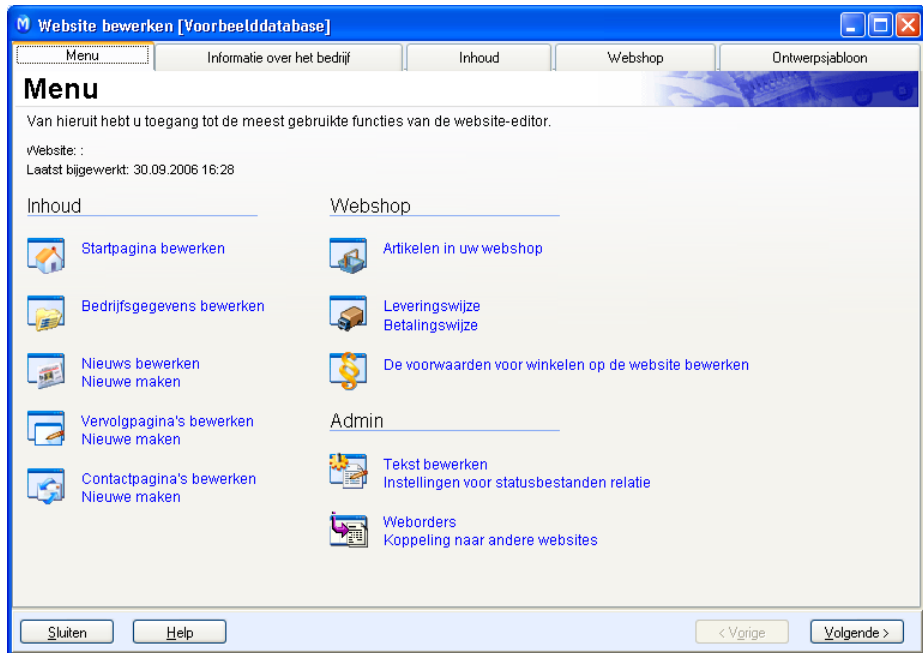 Website bewerken [Voorbeelddatabase]
Menu Informatie over het bedrijf Inhoud Webshop Ontwerpsjabloon
Menu
Van hieruit hebt u toegang tot de meest gebruikte functies van de website-editor.
Website: :
Laatst bijgewerkt: 30.09.2006 16:28
Inhoud
Startpagina bewerken
Bedrijfsgegevens bewerken
Nieuws bewerken
Nieuwe maken
Vervolgpagina's bewerken
Nieuwe maken
Contactpagina's bewerken
Nieuwe maken
Webshop
Artikelen in uw webshop
Leveringswijze
Betalingswijze
De voorwaarden voor winkelen op de website bewerken
Admin
Tekst bewerken
Instellingen voor statusbestanden relatie
Weborders
Koppeling naar andere websites
Sluiten Help < Vorige Volgende >